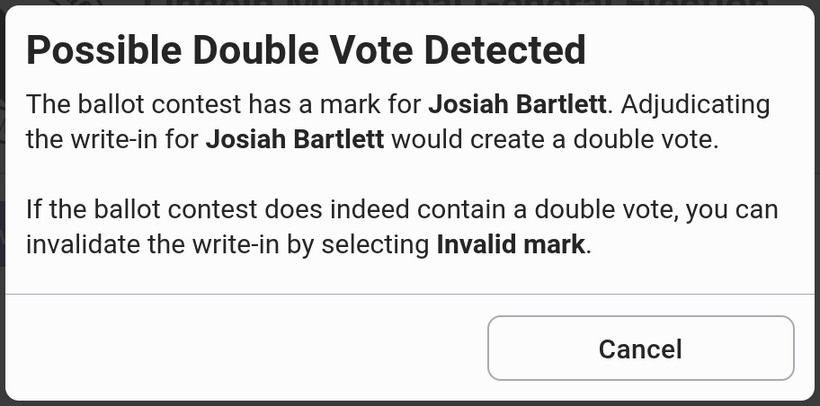 Possible Double Vote Detected
The ballot contest has a mark for Josiah Bartlett. Adjudicating
the write-in for Josiah Bartlett would create a double vote.
If the ballot contest does indeed contain a double vote, you can
invalidate the write-in by selecting Invalid mark.
Cancel